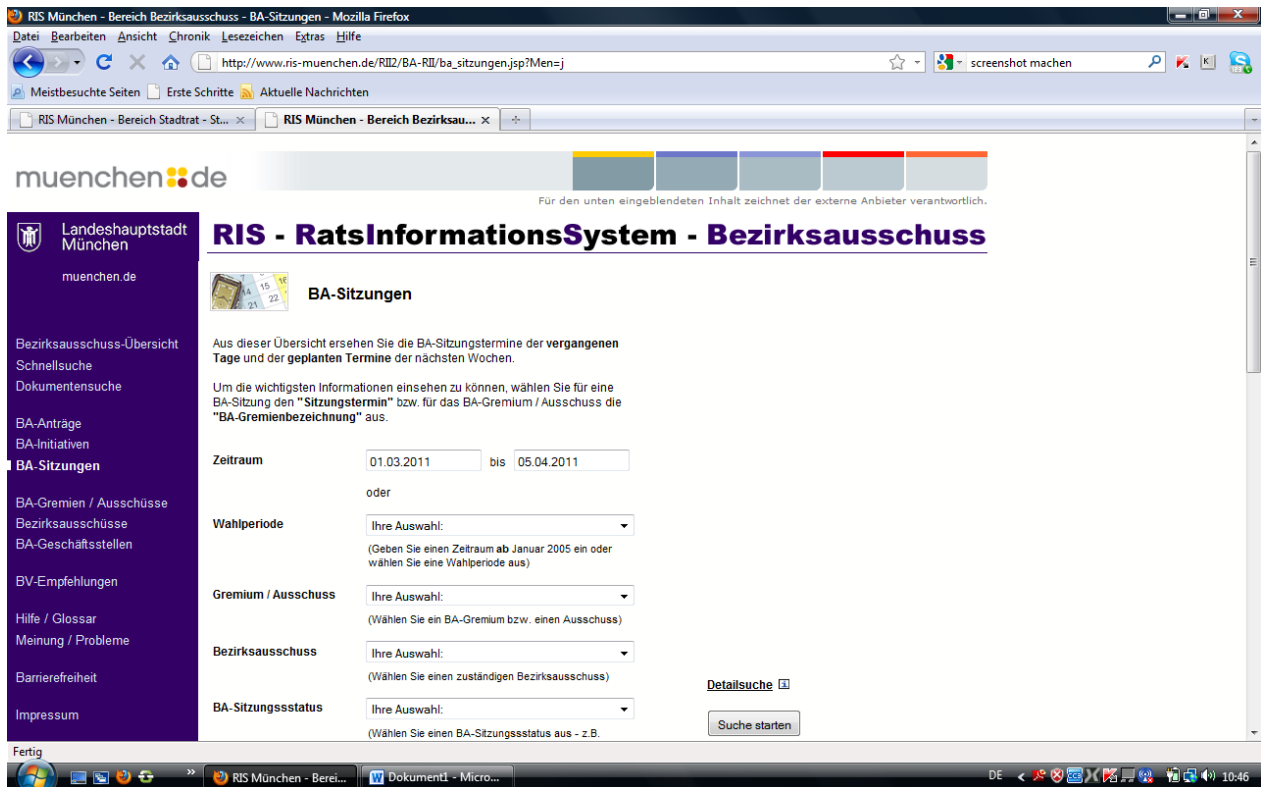 RIS München - Bereich Bezirksausschuss - BA-Sitzungen - Mozilla Firefox
Datei Bearbeiten Ansicht Chronik Lesezeichen Extras Hilfe
http://www.ris-muenchen.de/RII2/BA-RII/ba_sitzungen.jsp?Men=j
screenshot machen
Meistbesuchte Seiten Erste Schritte Aktuelle Nachrichten
RIS München - Bereich Stadtrat - St...
RIS München - Bereich Bezirksau...
muenchen de
Für den unten eingeblendeten Inhalt zeichnet der externe Anbieter verantwortlich.
Landeshauptstadt
München
muenchen.de
Bezirksausschuss-Übersicht
Schnellsuche
Dokumentensuche
BA-Anträge
BA-Initiativen
BA-Sitzungen
BA-Gremien / Ausschüsse
Bezirksausschüsse
BA-Geschäftsstellen
BV-Empfehlungen
Hilfe / Glossar
Meinung / Probleme
Barrierefreiheit
Impressum
RIS - RatsInformationsSystem - Bezirksausschuss
14 15 16
21 22
BA-Sitzungen
Aus dieser Übersicht ersehen Sie die BA-Sitzungstermine der vergangenen
Tage und der geplanten Termine der nächsten Wochen.
Um die wichtigsten Informationen einsehen zu können, wählen Sie für eine
BA-Sitzung den "Sitzungstermin" bzw. für das BA-Gremium / Ausschuss die
"BA-Gremienbezeichnung" aus.
Zeitraum 01.03.2011 bis 05.04.2011
oder
Wahlperiode Ihre Auswahl:
(Geben Sie einen Zeitraum ab Januar 2005 ein oder
wählen Sie eine Wahlperiode aus)
Gremium / Ausschuss Ihre Auswahl:
(Wählen Sie ein BA-Gremium bzw. einen Ausschuss)
Bezirksausschuss Ihre Auswahl:
(Wählen Sie einen zuständigen Bezirksausschuss)
Detailsuche
BA-Sitzungssstatus Ihre Auswahl:
Suche starten
(Wählen Sie einen BA-Sitzungssstatus aus - z.B.
Fertig
RIS München - Berei...
Dokument1 - Micro...
DE
10:46